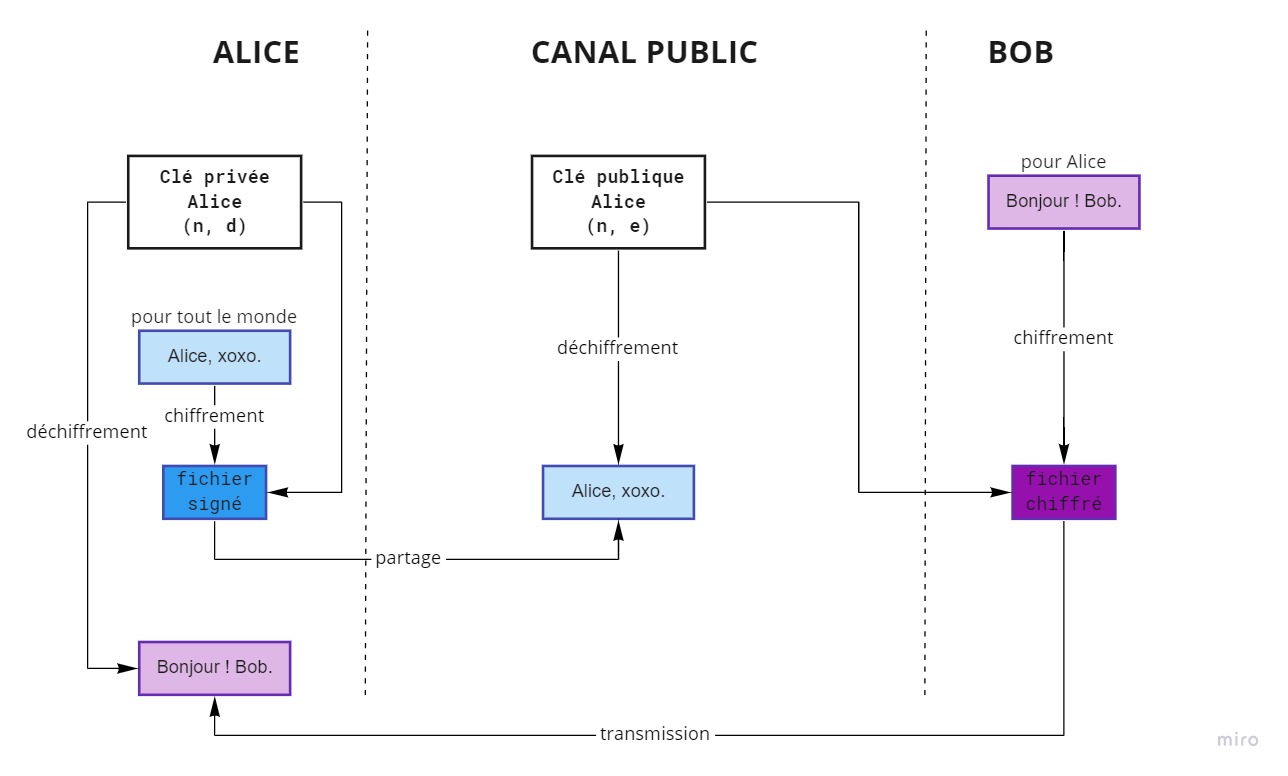 ALICE
CANAL PUBLIC
BOB
Clé privée
Alice
(n, d)
Clé publique
Alice
(n, e)
pour Alice
Bonjour ! Bob.
pour tout le monde
Alice, xoxo.
chiffrement
déchiffrement
déchiffrement
chiffrement
fichier
signé
Alice, xoxo.
fichier
chiffré
partage
Bonjour ! Bob.
transmission
miro